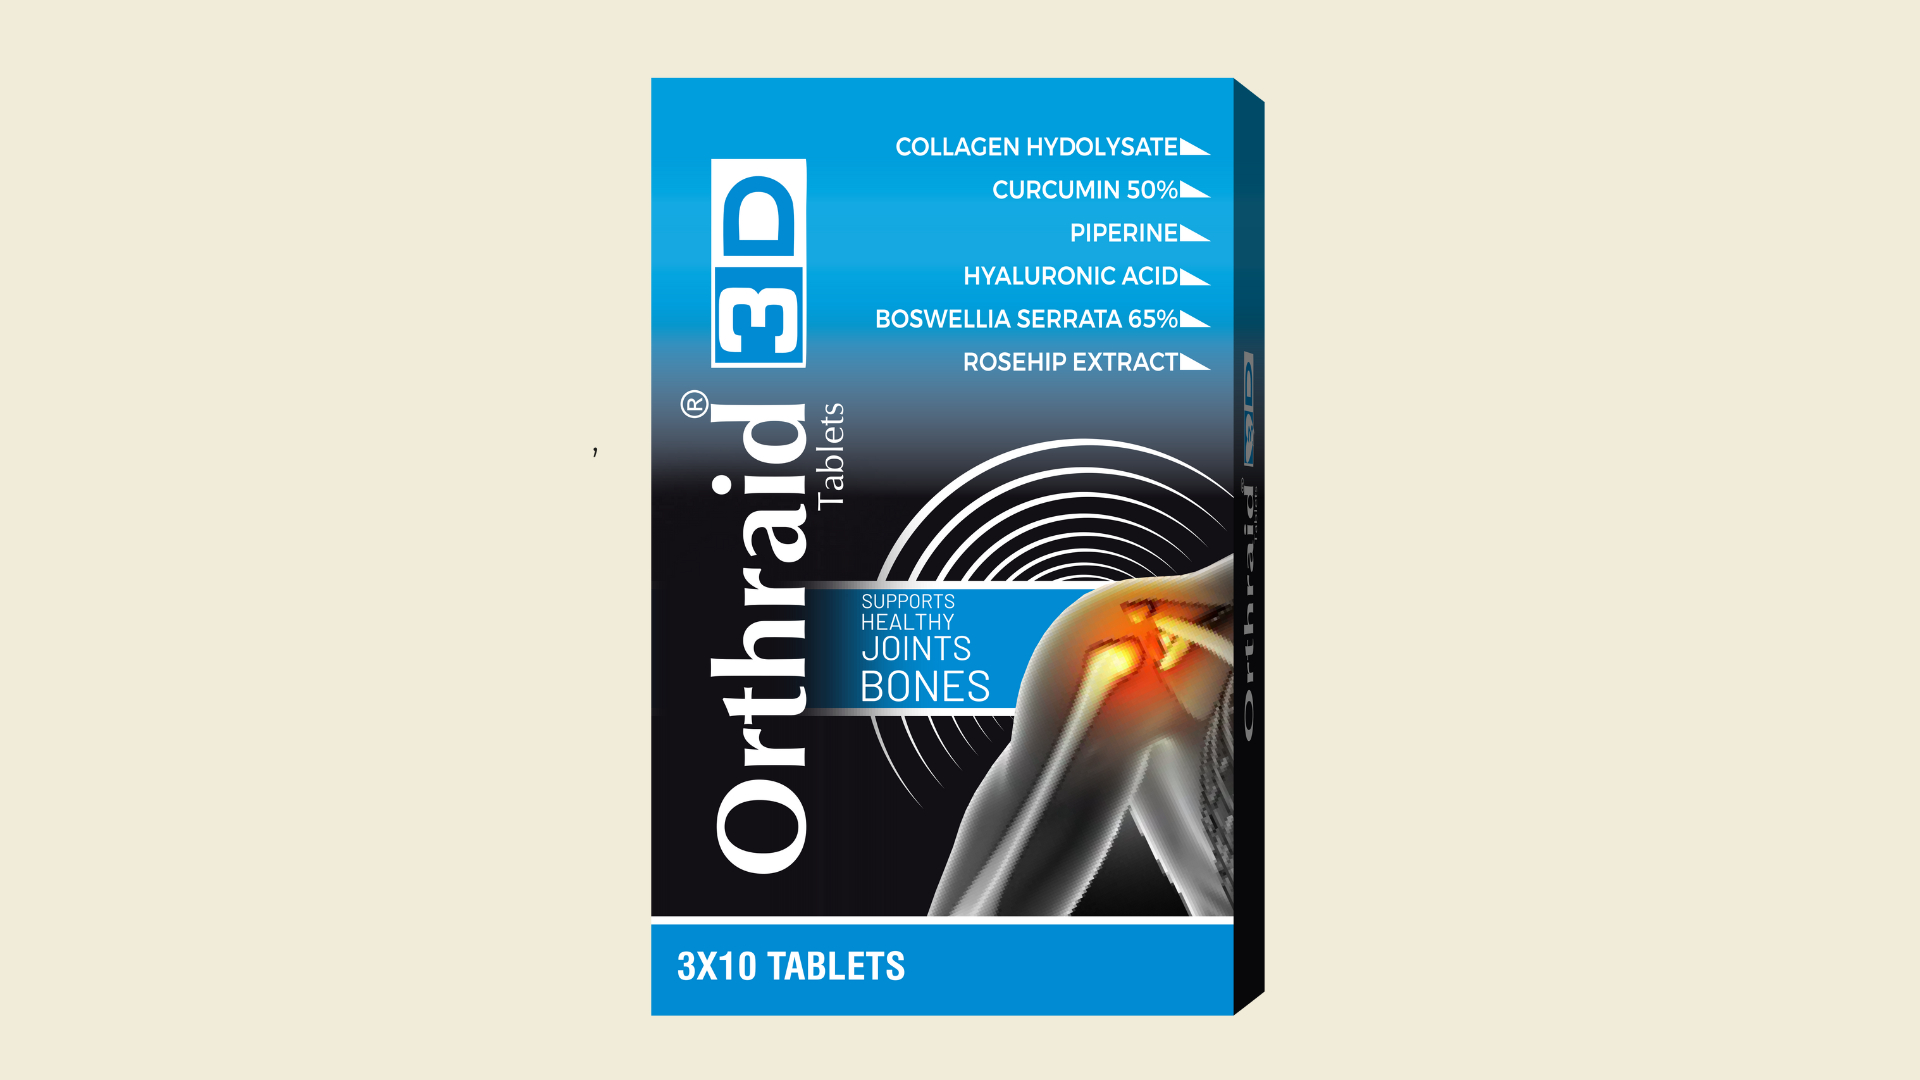 COLLAGEN HYDOLYSATE
CURCUMIN 50%
PIPERINE
HYALURONIC ACID
BOSWELLIA SERRATA 65%
ROSEHIP EXTRACT
Orthraid® 3D
Tablets
,
SUPPORTS
HEALTHY
JOINTS
BONES
3X10 TABLETS
Orthraid® 3D
Tablets